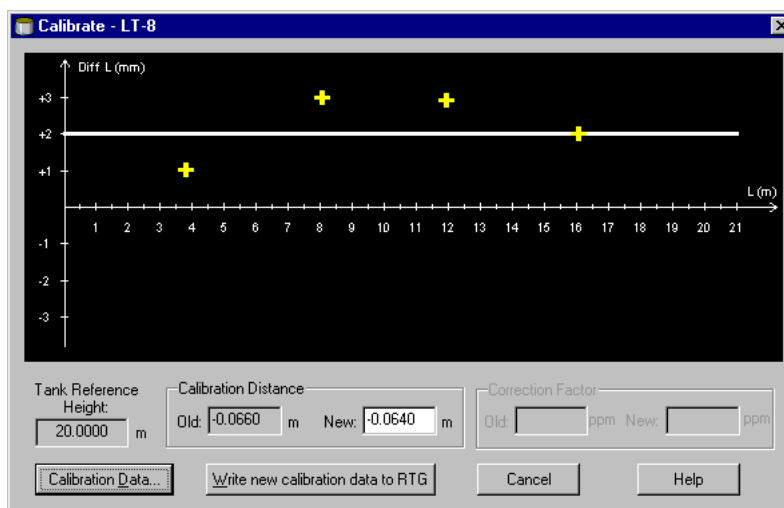 Calibrate - LT-8
Diff L (mm)
+3
+2
+1
L (m)
1 2 3 4 5 6 7 8 9 10 11 12 13 14 15 16 17 18 19 20 21
-1
-2
-3
Tank Reference Height:
20.0000 m
Calibration Distance
Old: -0.0660 m New: -0.0640 m
Correction Factor
Old: ppm New: ppm
Calibration Data...
Write new calibration data to RTG
Cancel
Help